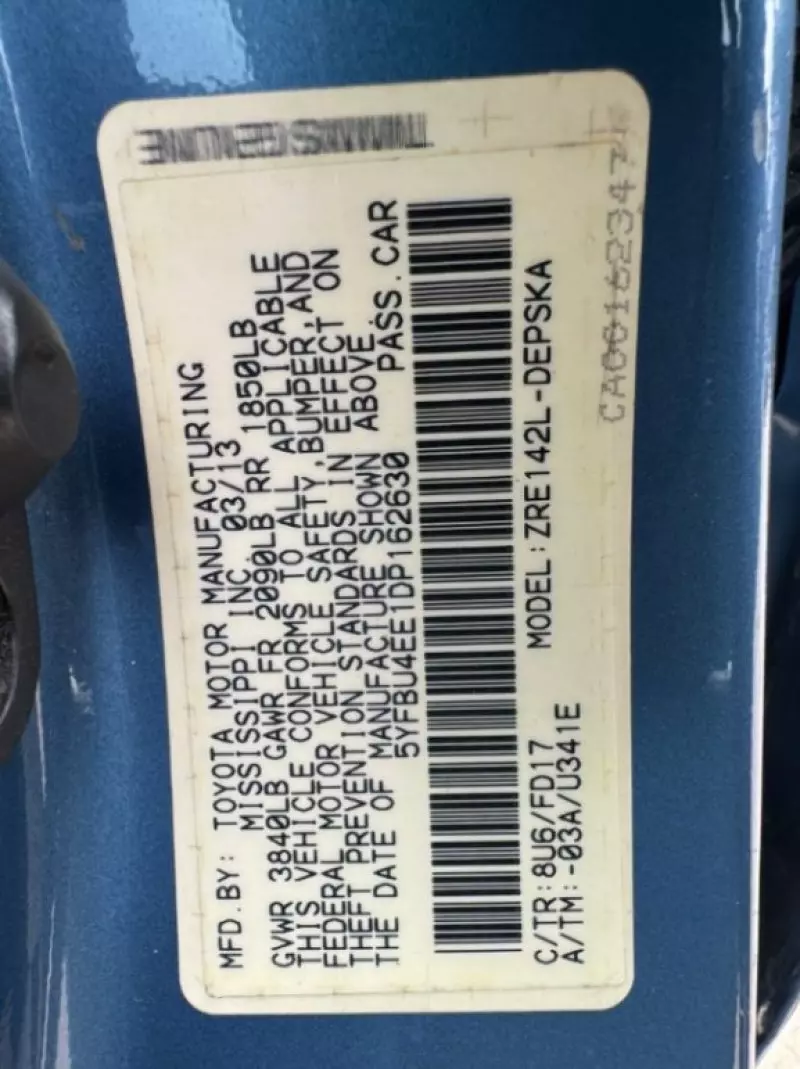 MFD.BY: TOYOTA MOTOR MANUFACTURING
MISSISSIPPI INC. 03/13
GVWR 3840LB GAWR FR 2090LB RR 1850LB
THIS VEHICLE CONFORMS TO ALL APPLICABLE
FEDERAL MOTOR VEHICLE SAFETY,BUMPER,AND
THEFT PREVENTION STANDARDS IN EFFECT ON
THE DATE OF MANUFACTURE SHOWN ABOVE.
5YFBU4EE1DP162630 PASS.CAR
MODEL:ZRE142L-DEPSKA
C/TR:8U6/FD17
A/TM:-03A/U341E